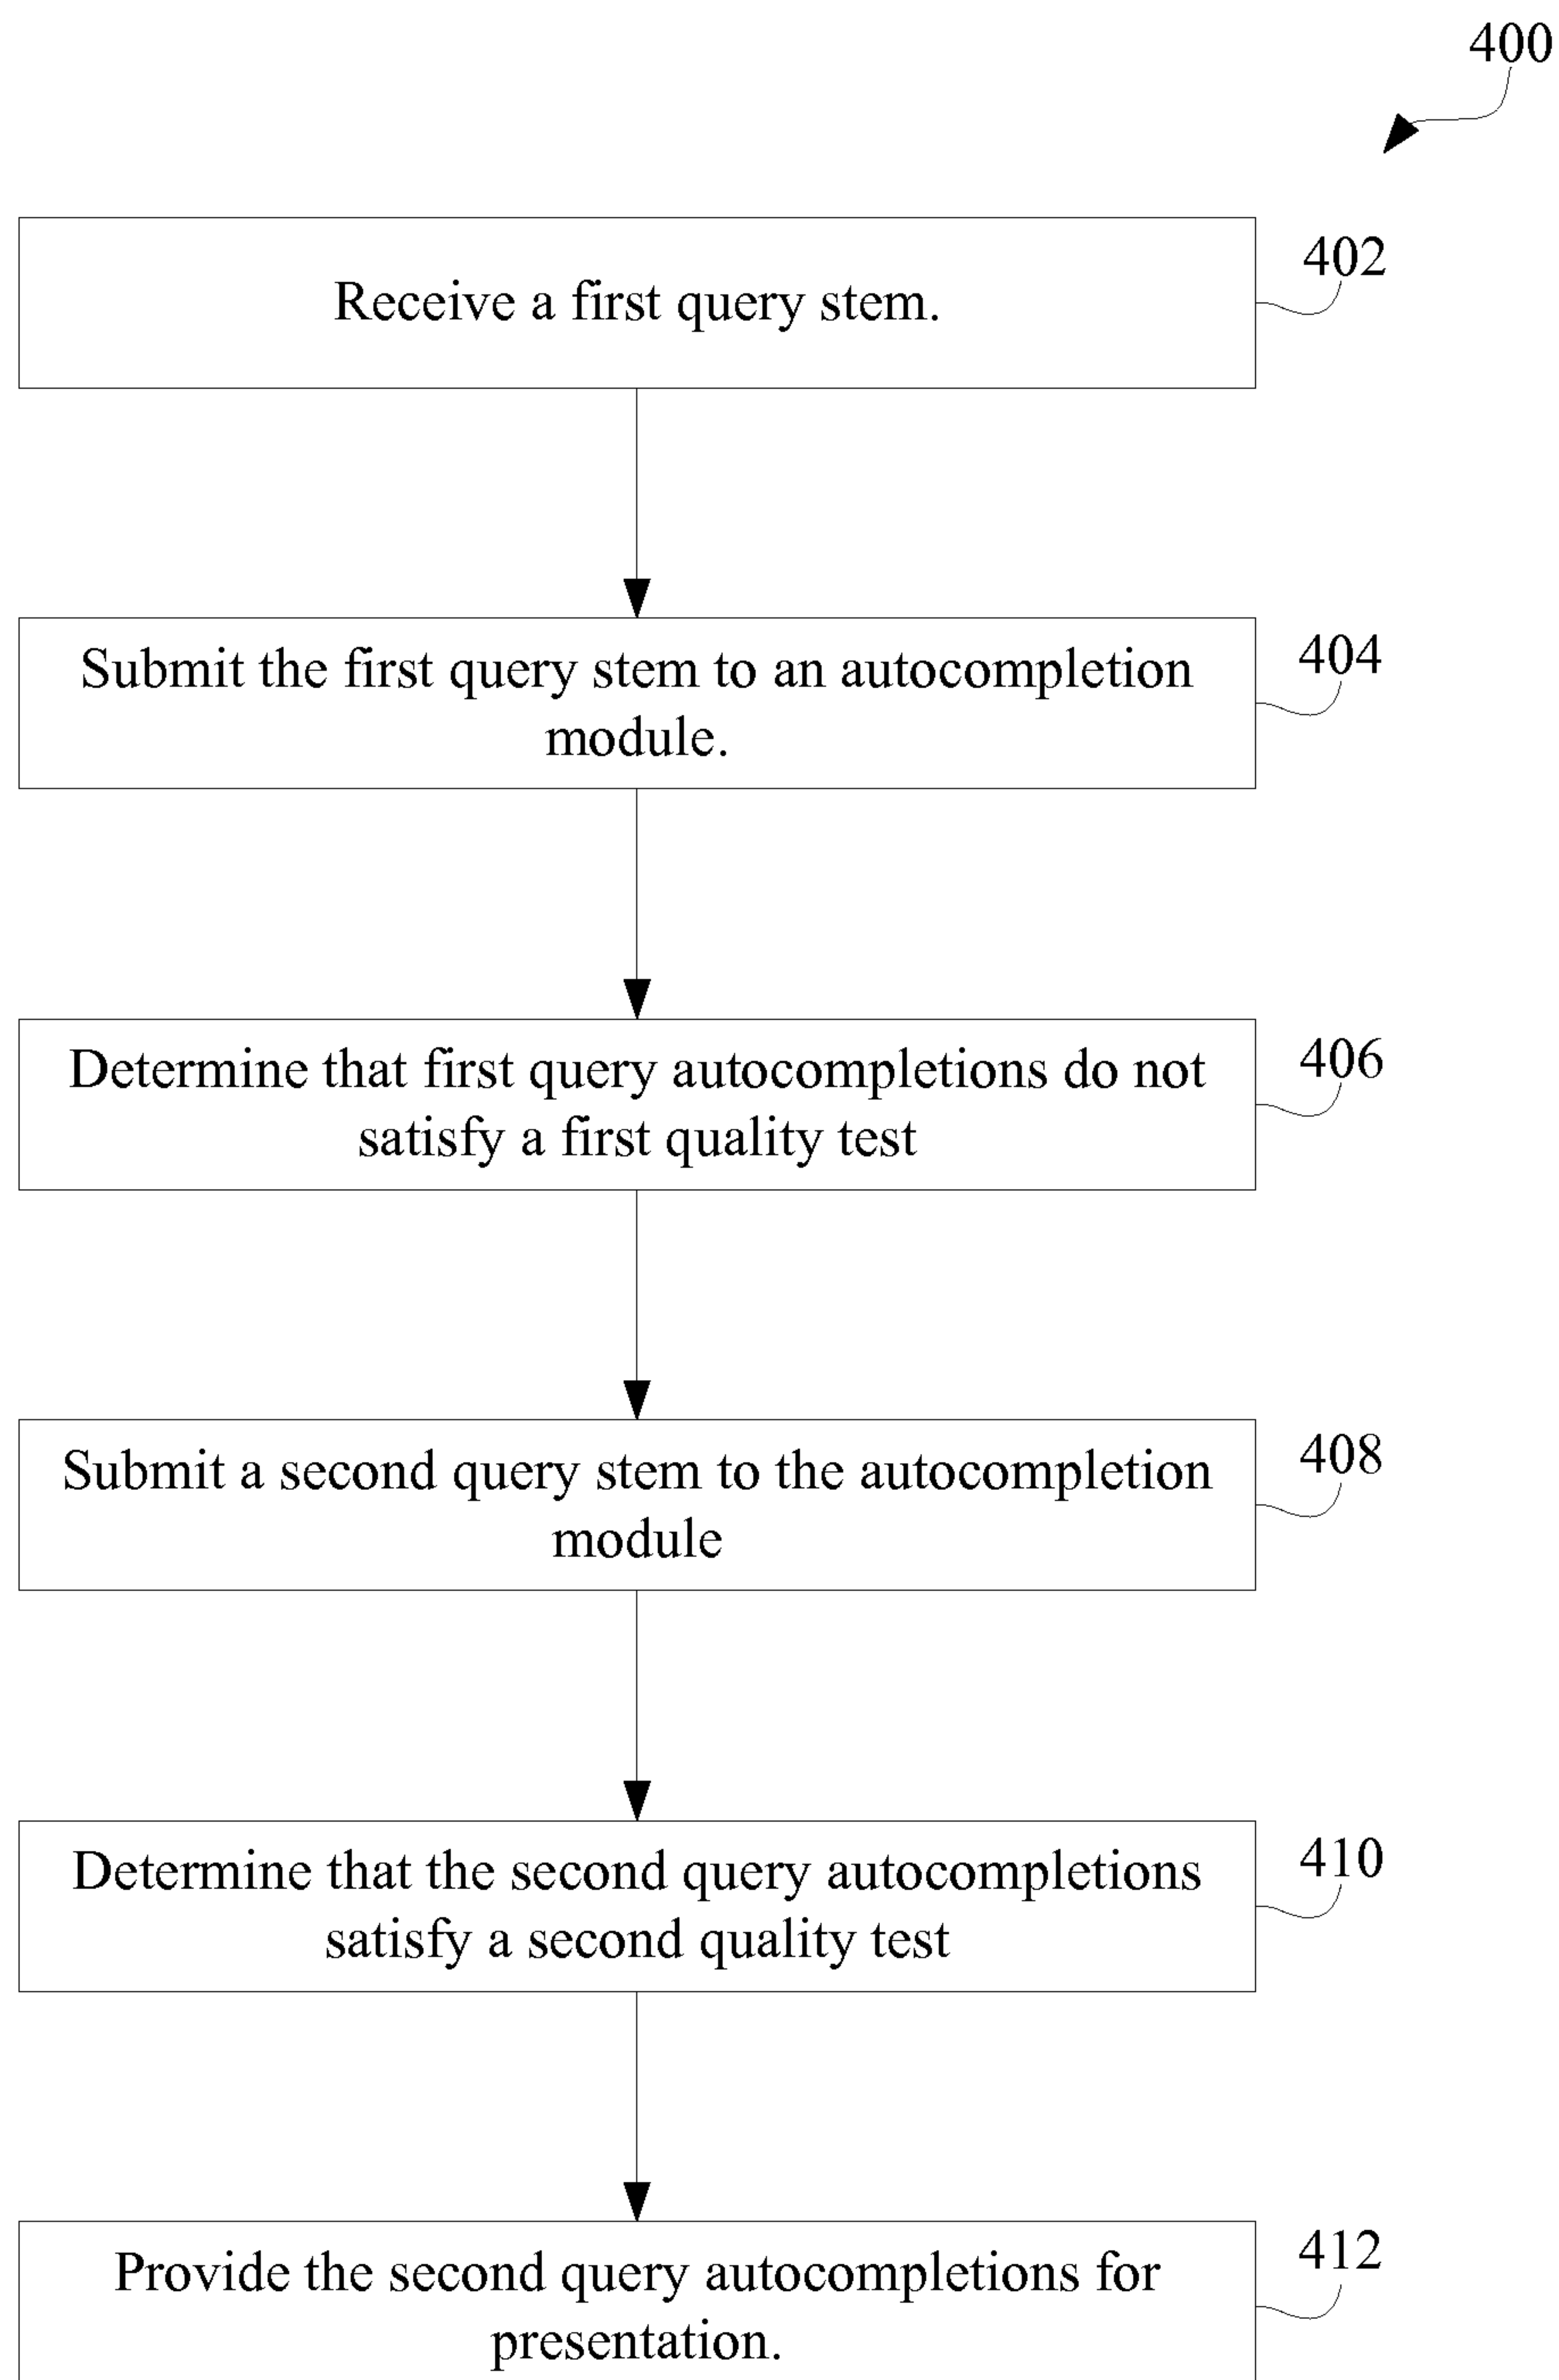 400
Receive a first query stem.
402
Submit the first query stem to an autocompletion
module.
404
Determine that first query autocompletions do not
satisfy a first quality test
406
Submit a second query stem to the autocompletion
module
408
Determine that the second query autocompletions
satisfy a second quality test
410
Provide the second query autocompletions for
presentation.
412